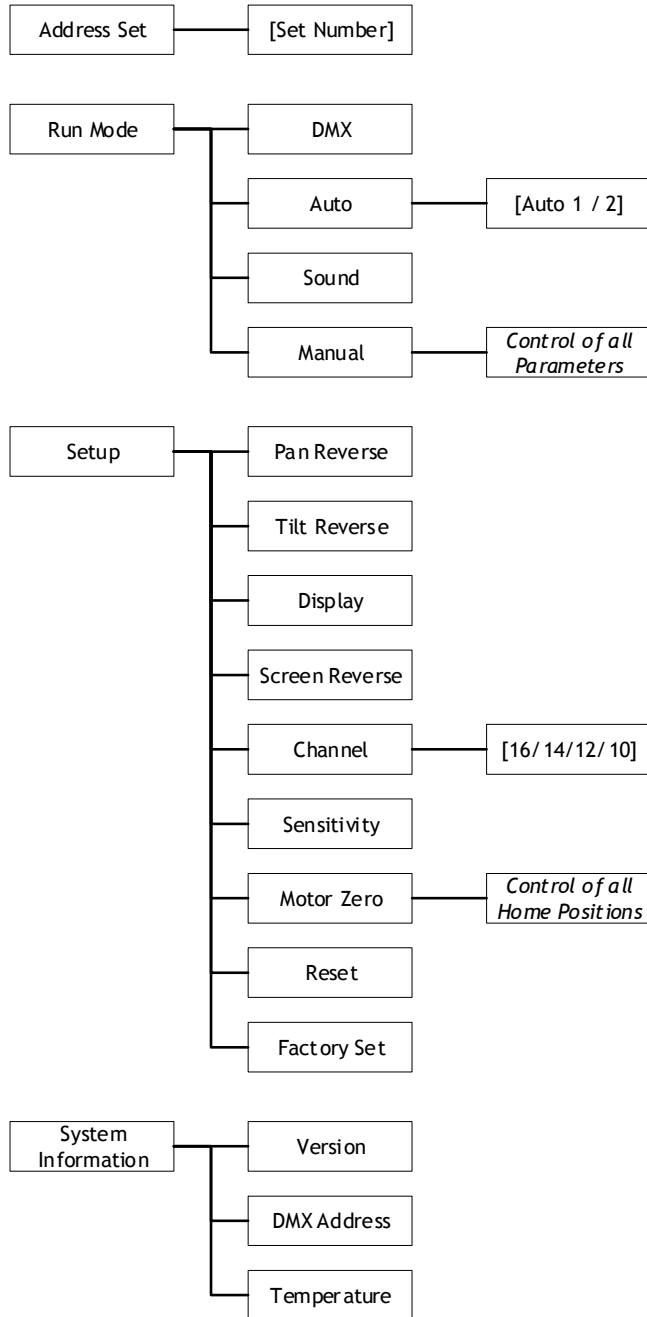 Address Set
[Set Number]
Run Mode
DMX
Auto
[Auto 1 / 2]
Sound
Manual
Control of all
Parameters
Setup
Pan Reverse
Tilt Reverse
Display
Screen Reverse
Channel
[16/14/12/10]
Sensitivity
Motor Zero
Control of all
Home Positions
Reset
Factory Set
System
Information
Version
DMX Address
Temperature